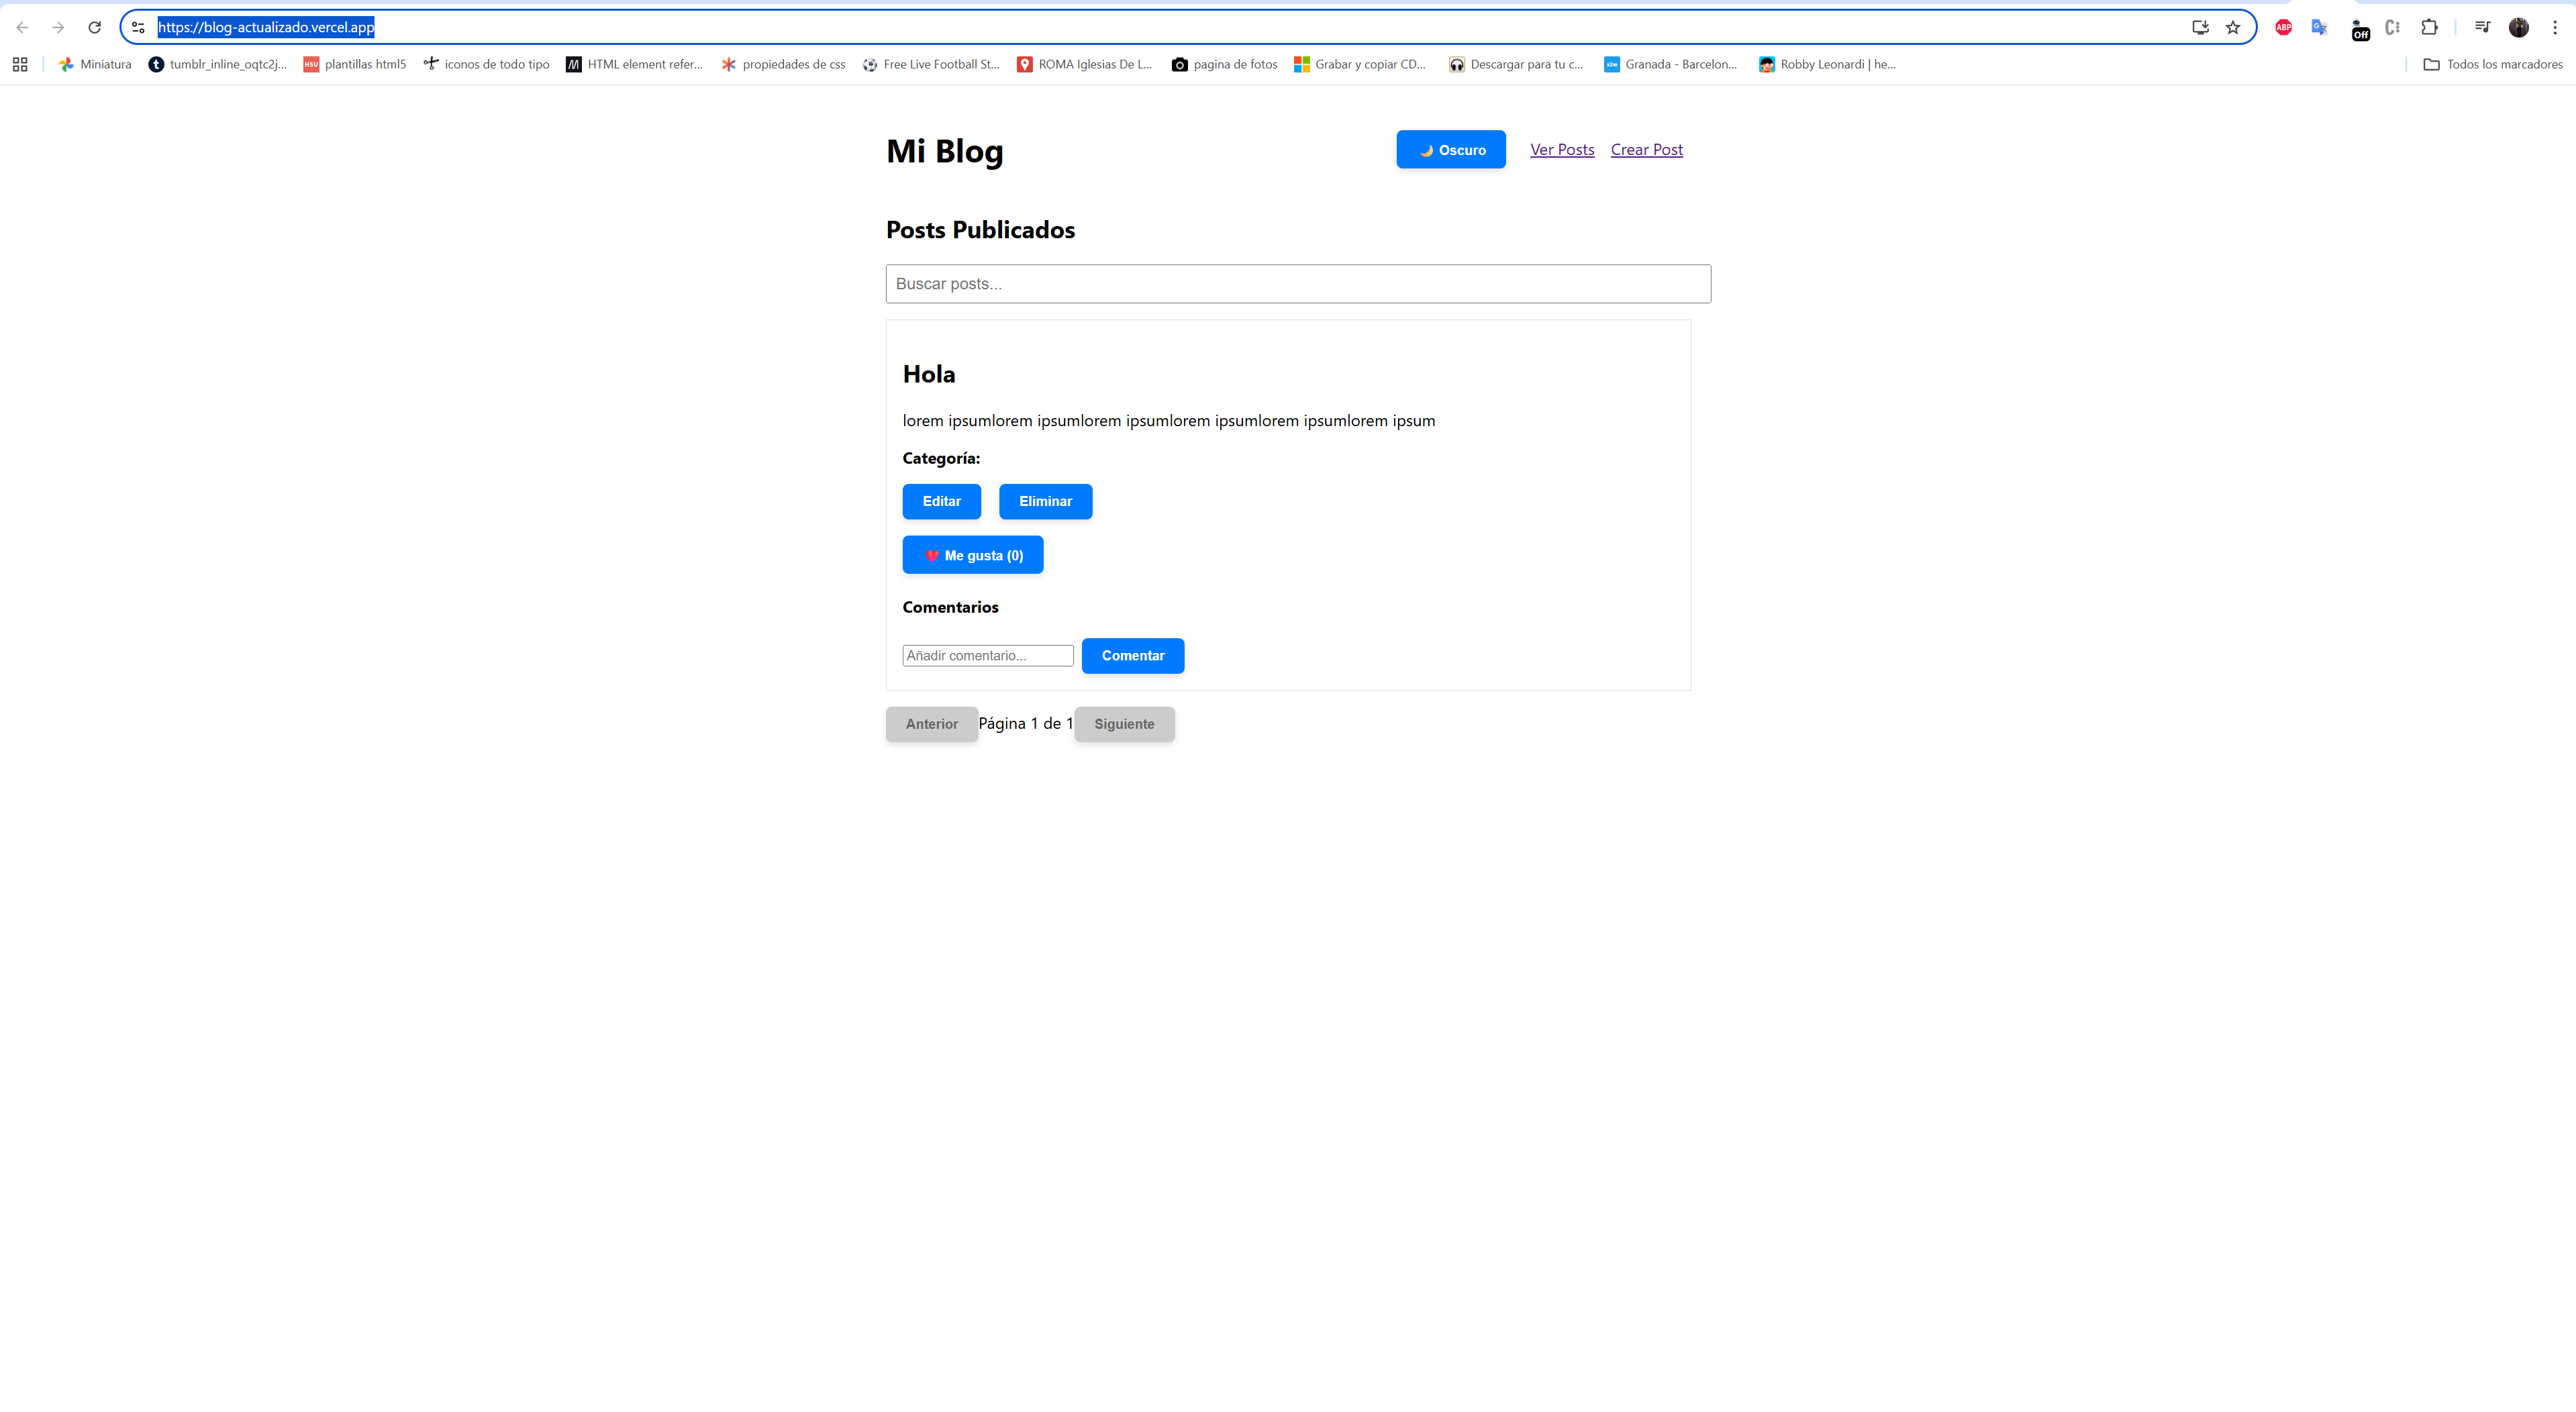 https://blog-actualizado.vercel.app
ABP
G
Off
Miniatura
t
tumblr_inline_oqtc2j...
HSU
plantillas html5
iconos de todo tipo
M
HTML element refer...
propiedades de css
Free Live Football St...
ROMA Iglesias De L...
pagina de fotos
Grabar y copiar CD...
Descargar para tu c...
Granada - Barcelon...
Robby Leonardi | he...
Todos los marcadores
Mi Blog
🌙 Oscuro
Ver Posts
Crear Post
Posts Publicados
Buscar posts...
Hola
lorem ipsumlorem ipsumlorem ipsumlorem ipsumlorem ipsumlorem ipsum
Categoría:
Editar
Eliminar
💗 Me gusta (0)
Comentarios
Añadir comentario...
Comentar
Anterior
Página 1 de 1
Siguiente